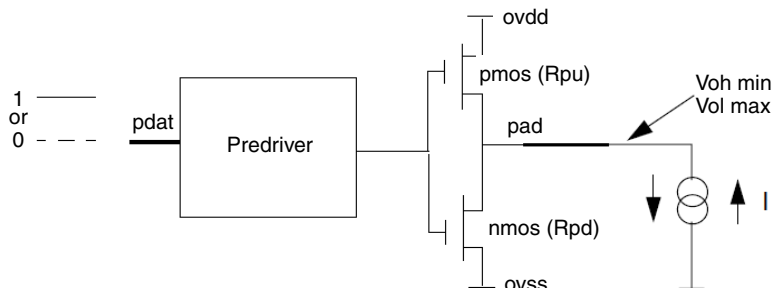 ovdd
pmos (Rpu)
Voh min
Vol max
1
or
0
pdat
Predriver
pad
I
nmos (Rpd)
ovss